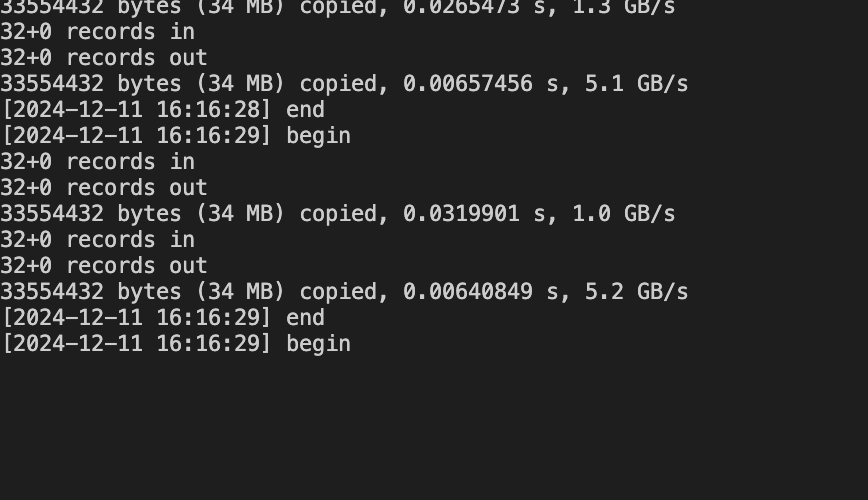 33554432 bytes (34 MB) copied, 0.0265473 s, 1.3 GB/s
32+0 records in
32+0 records out
33554432 bytes (34 MB) copied, 0.00657456 s, 5.1 GB/s
[2024-12-11 16:16:28] end
[2024-12-11 16:16:29] begin
32+0 records in
32+0 records out
33554432 bytes (34 MB) copied, 0.0319901 s, 1.0 GB/s
32+0 records in
32+0 records out
33554432 bytes (34 MB) copied, 0.00640849 s, 5.2 GB/s
[2024-12-11 16:16:29] end
[2024-12-11 16:16:29] begin